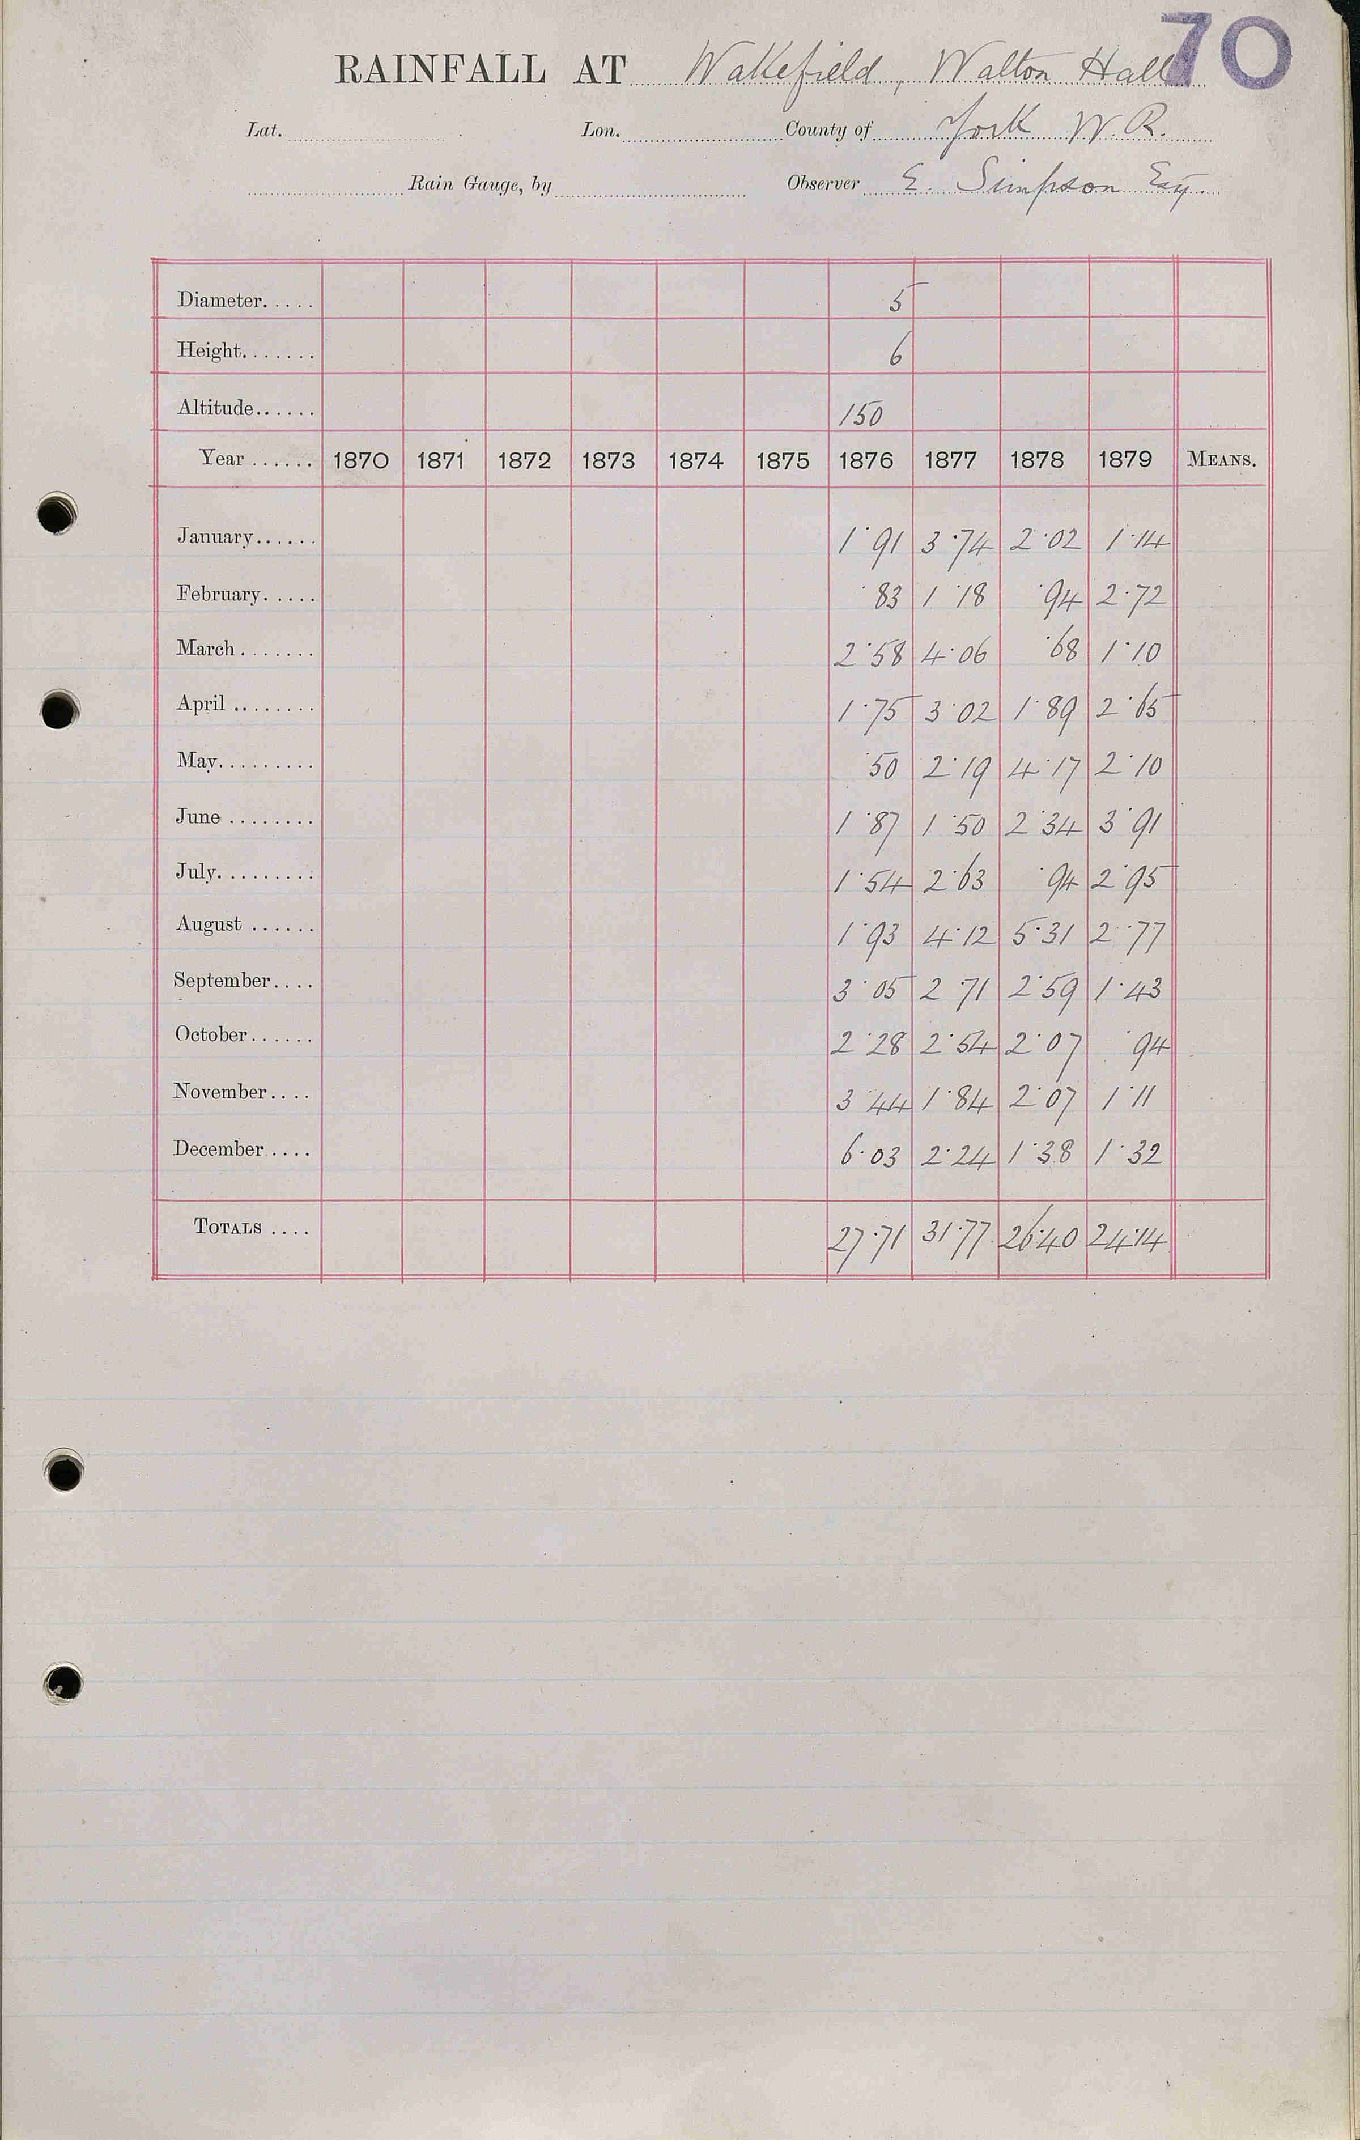 70
RAINFALL AT Wakefield, Walton Hall
Lat. Lon. County of York W.R.
Rain Gauge, by Observer E. Simpson Esq.
Diameter..... 5
Height....... 6
Altitude...... 150
Year ...... 1870 1871 1872 1873 1874 1875 1876 1877 1878 1879 MEANS.
January...... 1·91 3·74 2·02 1·14
February..... ·83 1·18 ·94 2·72
March....... 2·58 4·06 ·68 1·10
April ........ 1·75 3·02 1·89 2·65
May......... ·50 2·19 4·17 2·10
June ........ 1·87 1·50 2·34 3·91
July......... 1·54 2·63 ·94 2·95
August ...... 1·93 4·12 5·31 2·77
September.... 3·05 2·71 2·59 1·43
October...... 2·28 2·54 2·07 ·94
November.... 3·44 1·84 2·07 1·11
December.... 6·03 2·24 1·38 1·32
TOTALS .... 27·71 31·77 26·40 24·14